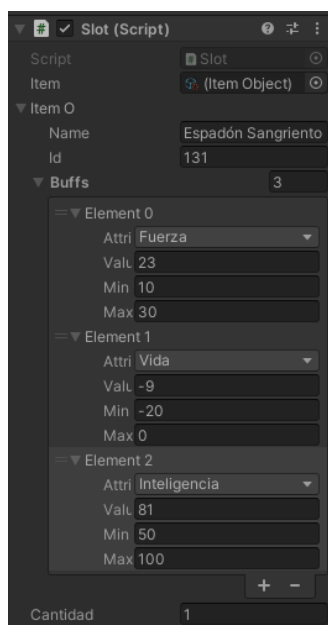 # Slot (Script)
Script Slot
Item (Item Object)
Item O
Name Espadón Sangriento
Id 131
Buffs 3
Element 0
Attri Fuerza
Valu 23
Min 10
Max 30
Element 1
Attri Vida
Valu -9
Min -20
Max 0
Element 2
Attri Inteligencia
Valu 81
Min 50
Max 100
+ -
Cantidad 1